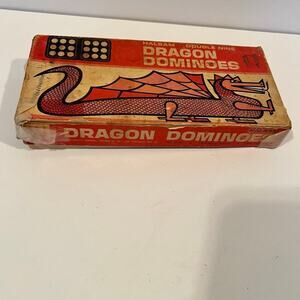 HALSAM DOUBLE NINE
DRAGON
DOMINOES
DRAGON DOMINOES